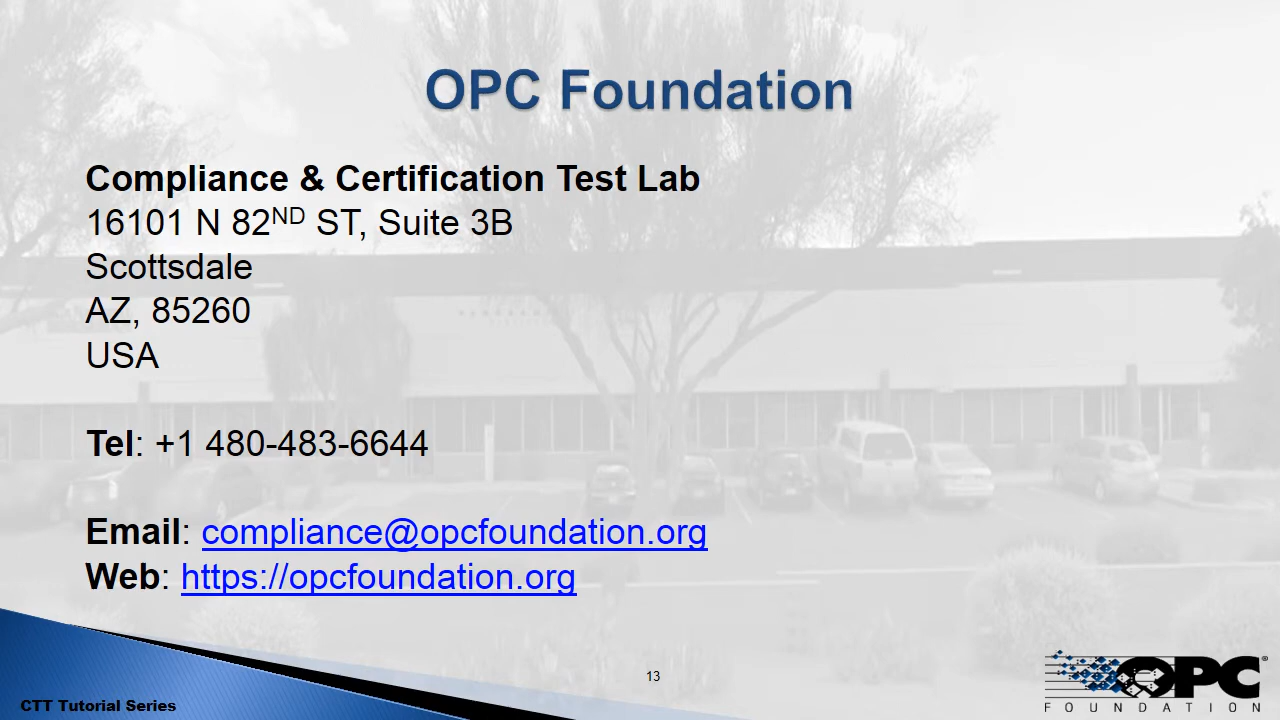 OPC Foundation
Compliance & Certification Test Lab
16101 N 82ND ST, Suite 3B
Scottsdale
AZ, 85260
USA
Tel: +1 480-483-6644
Email: compliance@opcfoundation.org
Web: https://opcfoundation.org
13
CTT Tutorial Series
OPC®
FOUNDATION